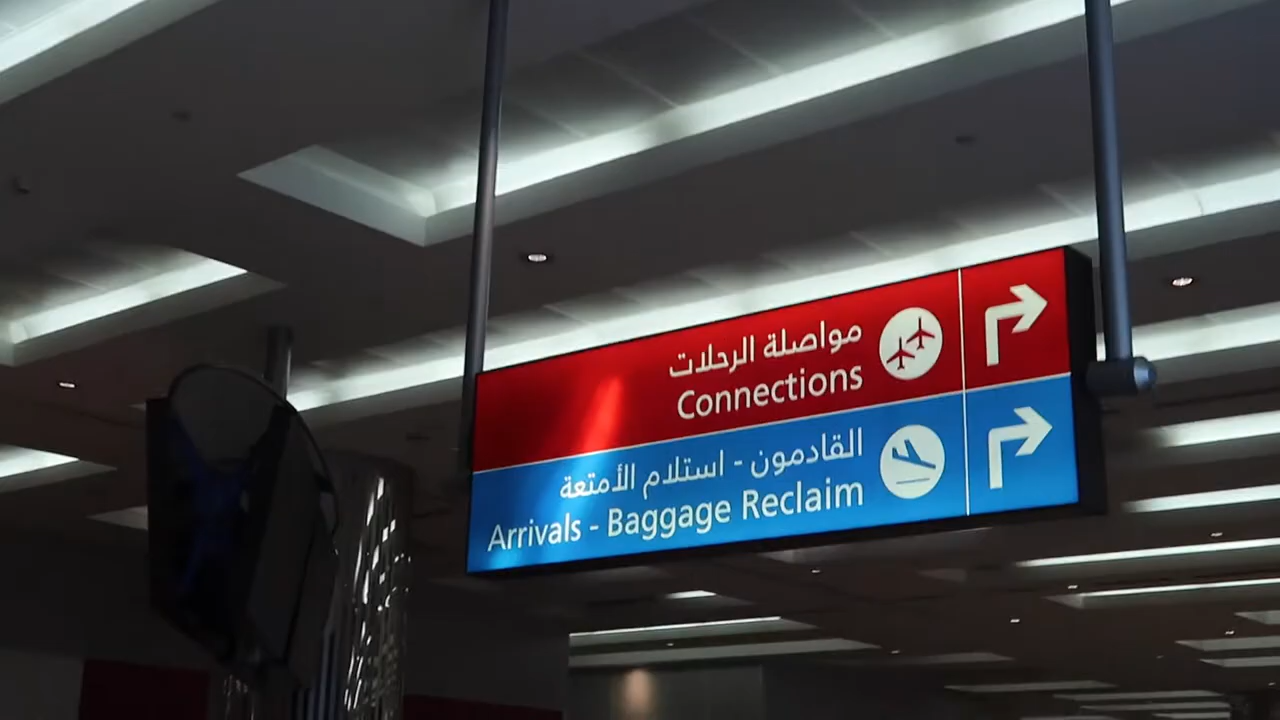 مواصلة الرحلات
Connections
القادمون - استلام الأمتعة
Arrivals - Baggage Reclaim